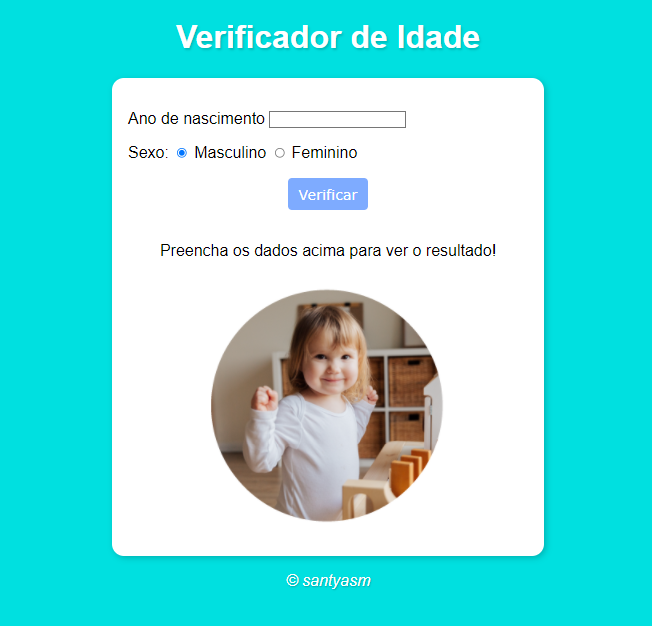 Verificador de Idade
Ano de nascimento
Sexo: Masculino Feminino
Verificar
Preencha os dados acima para ver o resultado!
© santyasm